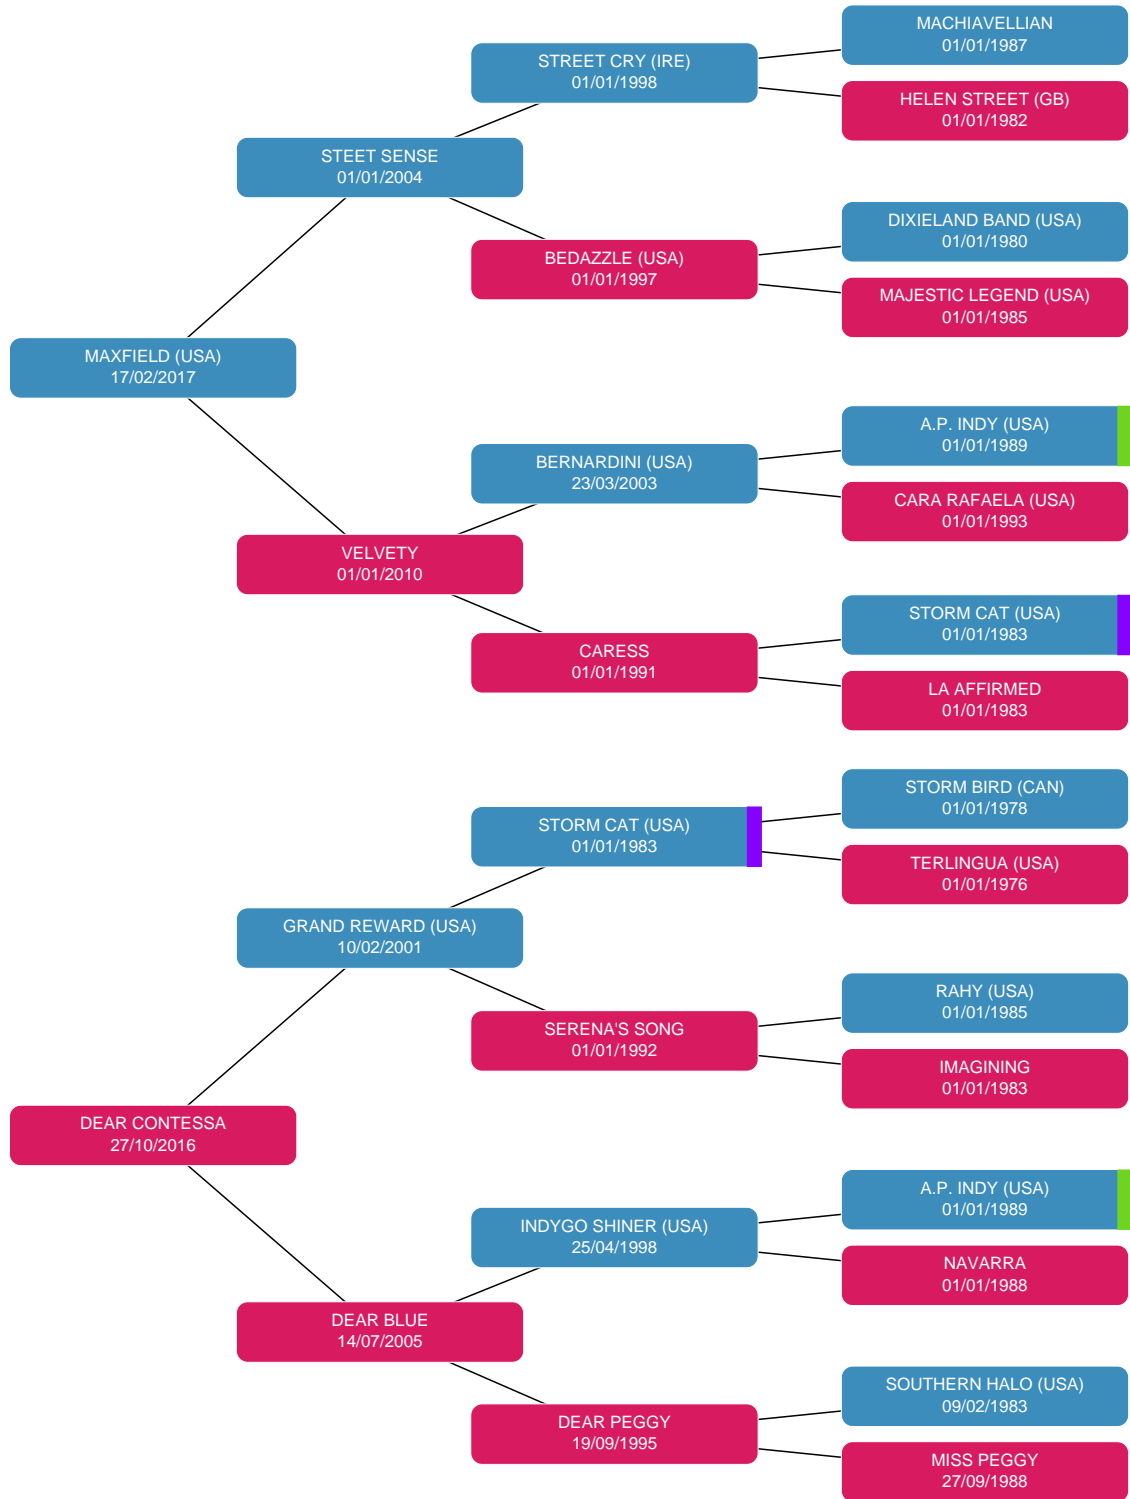 MACHIAVELLIAN
01/01/1987
STREET CRY (IRE)
01/01/1998
HELEN STREET (GB)
01/01/1982
STEET SENSE
01/01/2004
DIXIELAND BAND (USA)
01/01/1980
BEDAZZLE (USA)
01/01/1997
MAJESTIC LEGEND (USA)
01/01/1985
MAXFIELD (USA)
17/02/2017
A.P. INDY (USA)
01/01/1989
BERNARDINI (USA)
23/03/2003
CARA RAFAELA (USA)
01/01/1993
VELVETY
01/01/2010
STORM CAT (USA)
01/01/1983
CARESS
01/01/1991
LA AFFIRMED
01/01/1983
STORM BIRD (CAN)
01/01/1978
STORM CAT (USA)
01/01/1983
TERLINGUA (USA)
01/01/1976
GRAND REWARD (USA)
10/02/2001
RAHY (USA)
01/01/1985
SERENA'S SONG
01/01/1992
IMAGINING
01/01/1983
DEAR CONTESSA
27/10/2016
A.P. INDY (USA)
01/01/1989
INDYGO SHINER (USA)
25/04/1998
NAVARRA
01/01/1988
DEAR BLUE
14/07/2005
SOUTHERN HALO (USA)
09/02/1983
DEAR PEGGY
19/09/1995
MISS PEGGY
27/09/1988